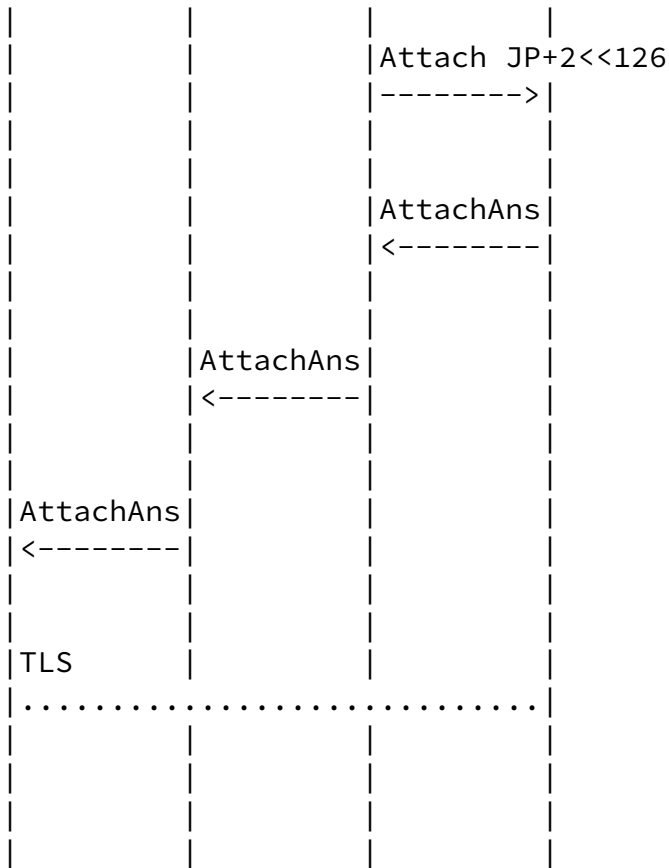 Attach JP+2<<126
-------->
AttachAns
<--------
AttachAns
<--------
AttachAns
<--------
TLS
.............................